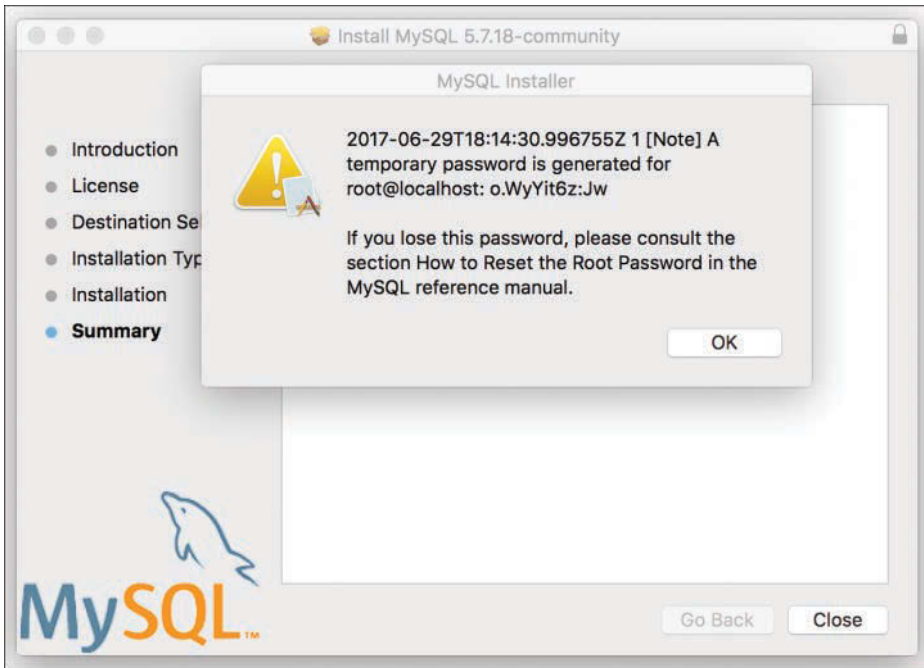 Install MySQL 5.7.18-community
MySQL Installer
2017-06-29T18:14:30.996755Z 1 [Note] A
temporary password is generated for
root@localhost: o.WyYit6z:Jw
If you lose this password, please consult the
section How to Reset the Root Password in the
MySQL reference manual.
OK
Introduction
License
Destination Se
Installation Typ
Installation
Summary
MySQL™
Go Back
Close